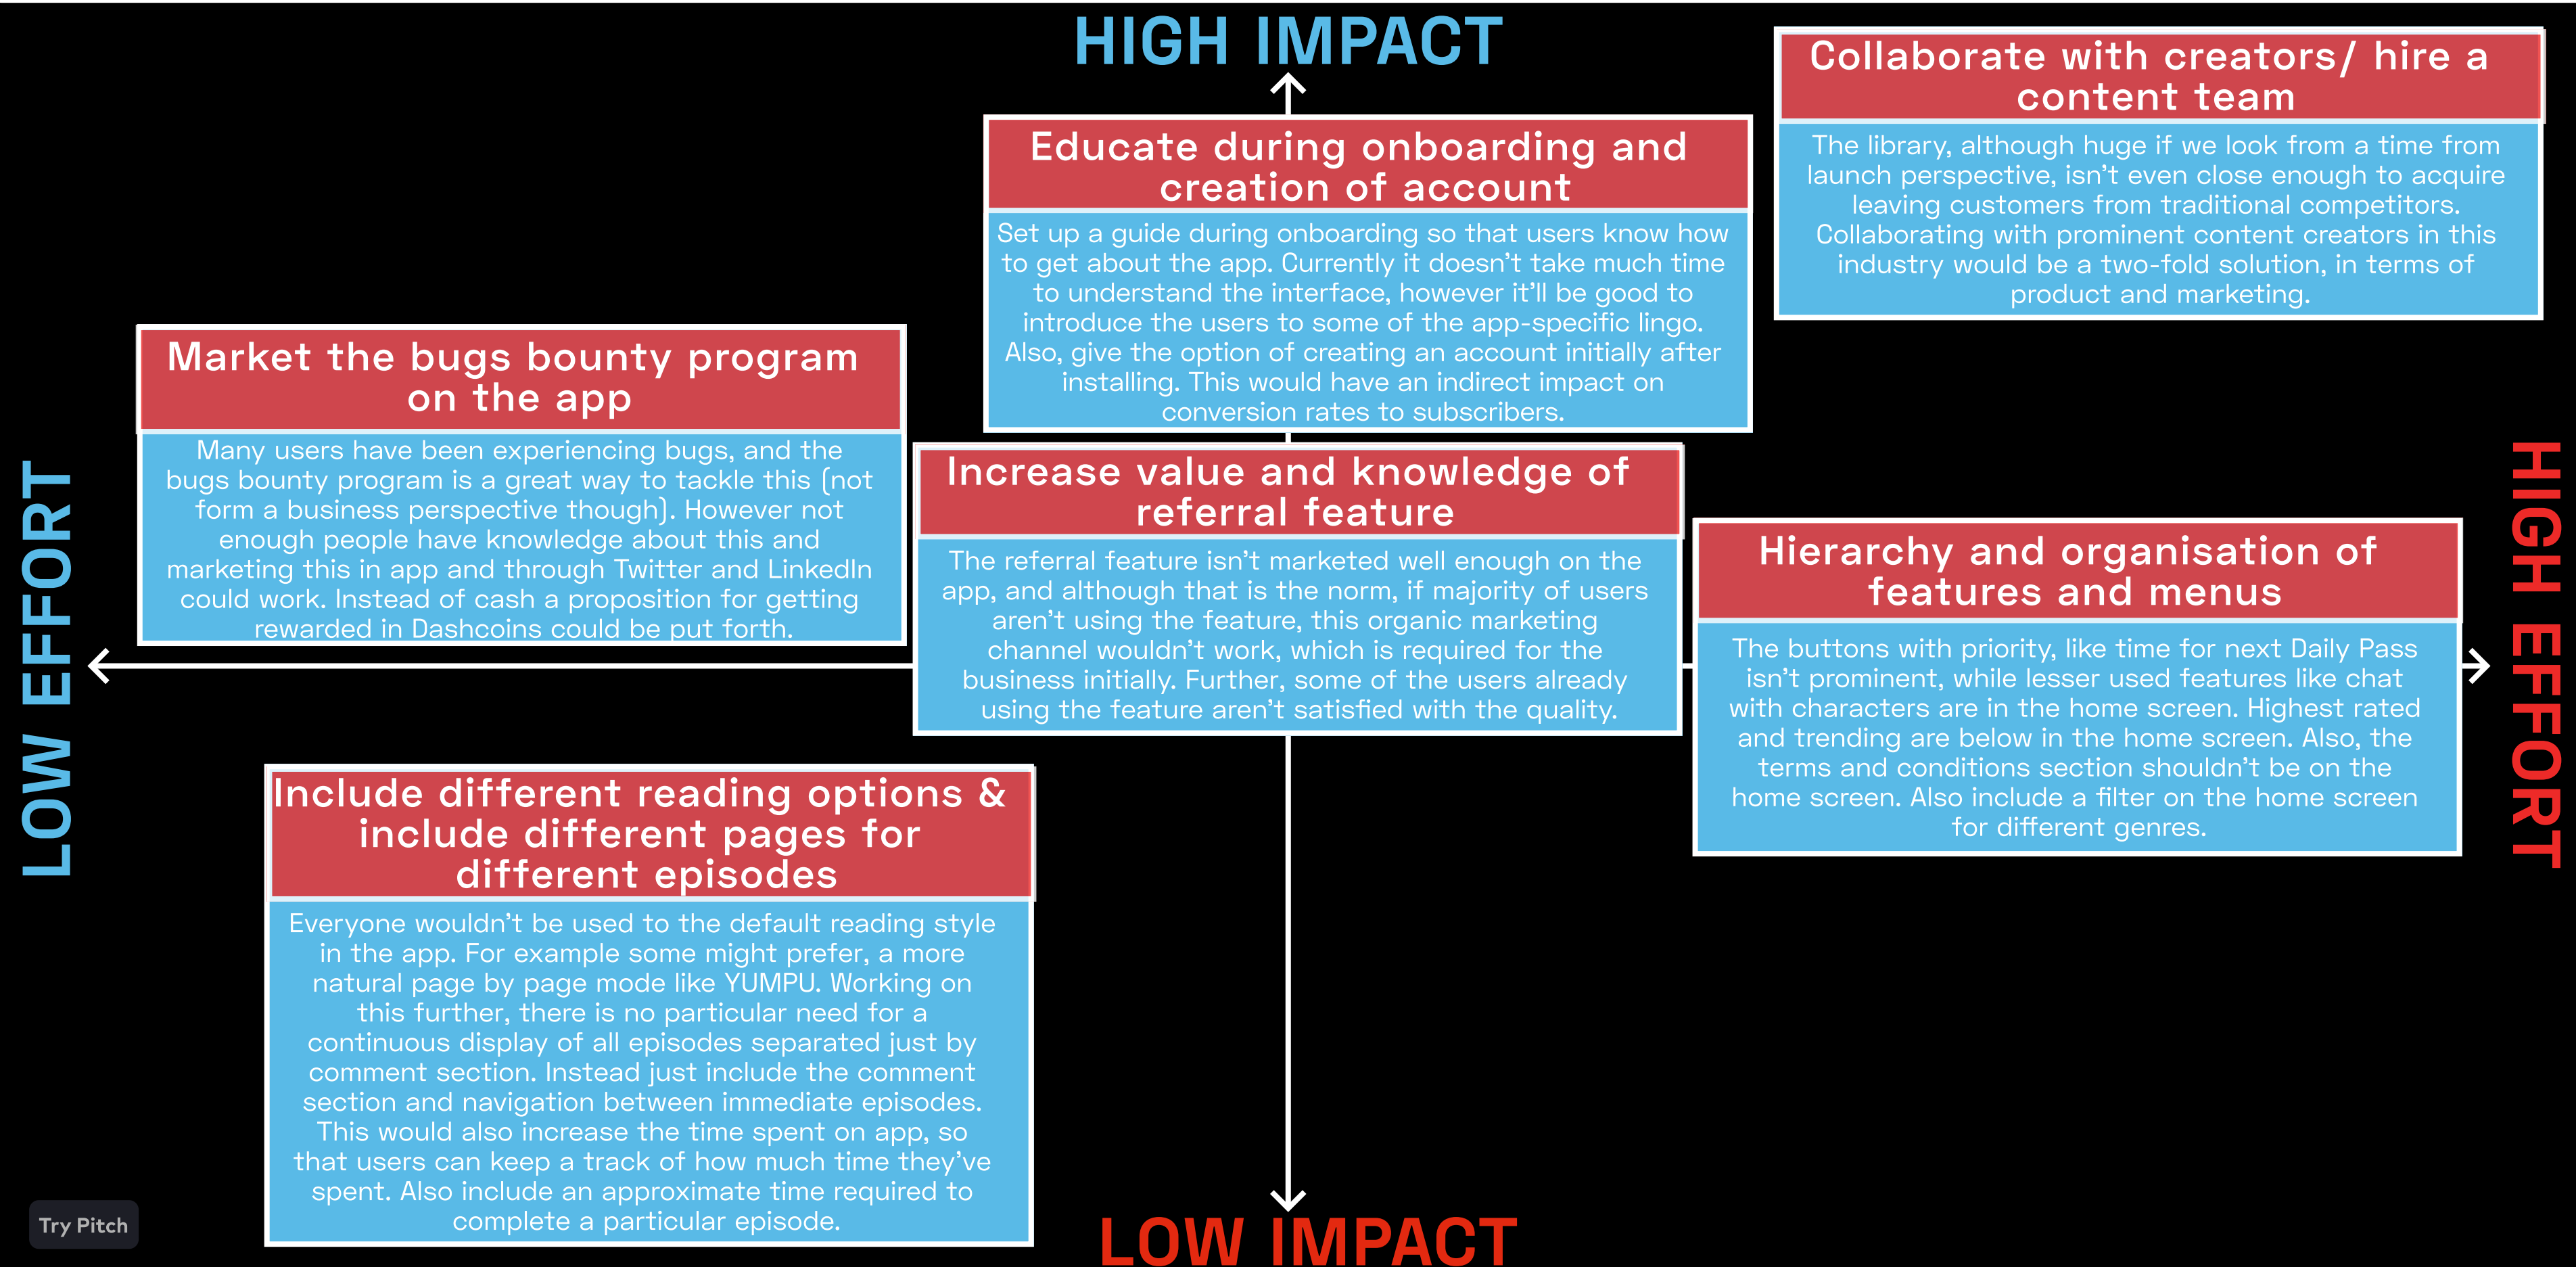 HIGH IMPACT
Collaborate with creators/ hire a
content team
The library, although huge if we look from a time from
launch perspective, isn't even close enough to acquire
leaving customers from traditional competitors.
Collaborating with prominent content creators in this
industry would be a two-fold solution, in terms of
product and marketing.
Educate during onboarding and
creation of account
Set up a guide during onboarding so that users know how
to get about the app. Currently it doesn't take much time
to understand the interface, however it'll be good to
introduce the users to some of the app-specific lingo.
Also, give the option of creating an account initially after
installing. This would have an indirect impact on
conversion rates to subscribers.
Market the bugs bounty program
on the app
Many users have been experiencing bugs, and the
bugs bounty program is a great way to tackle this (not
form a business perspective though). However not
enough people have knowledge about this and
marketing this in app and through Twitter and LinkedIn
could work. Instead of cash a proposition for getting
rewarded in Dashcoins could be put forth.
LOW EFFORT
Increase value and knowledge of
referral feature
The referral feature isn't marketed well enough on the
app, and although that is the norm, if majority of users
aren't using the feature, this organic marketing
channel wouldn't work, which is required for the
business initially. Further, some of the users already
using the feature aren't satisfied with the quality.
Hierarchy and organisation of
features and menus
The buttons with priority, like time for next Daily Pass
isn't prominent, while lesser used features like chat
with characters are in the home screen. Highest rated
and trending are below in the home screen. Also, the
terms and conditions section shouldn't be on the
home screen. Also include a filter on the home screen
for different genres.
HIGH EFFORT
Include different reading options &
include different pages for
different episodes
Everyone wouldn't be used to the default reading style
in the app. For example some might prefer, a more
natural page by page mode like YUMPU. Working on
this further, there is no particular need for a
continuous display of all episodes separated just by
comment section. Instead just include the comment
section and navigation between immediate episodes.
This would also increase the time spent on app, so
that users can keep a track of how much time they've
spent. Also include an approximate time required to
complete a particular episode.
Try Pitch
LOW IMPACT